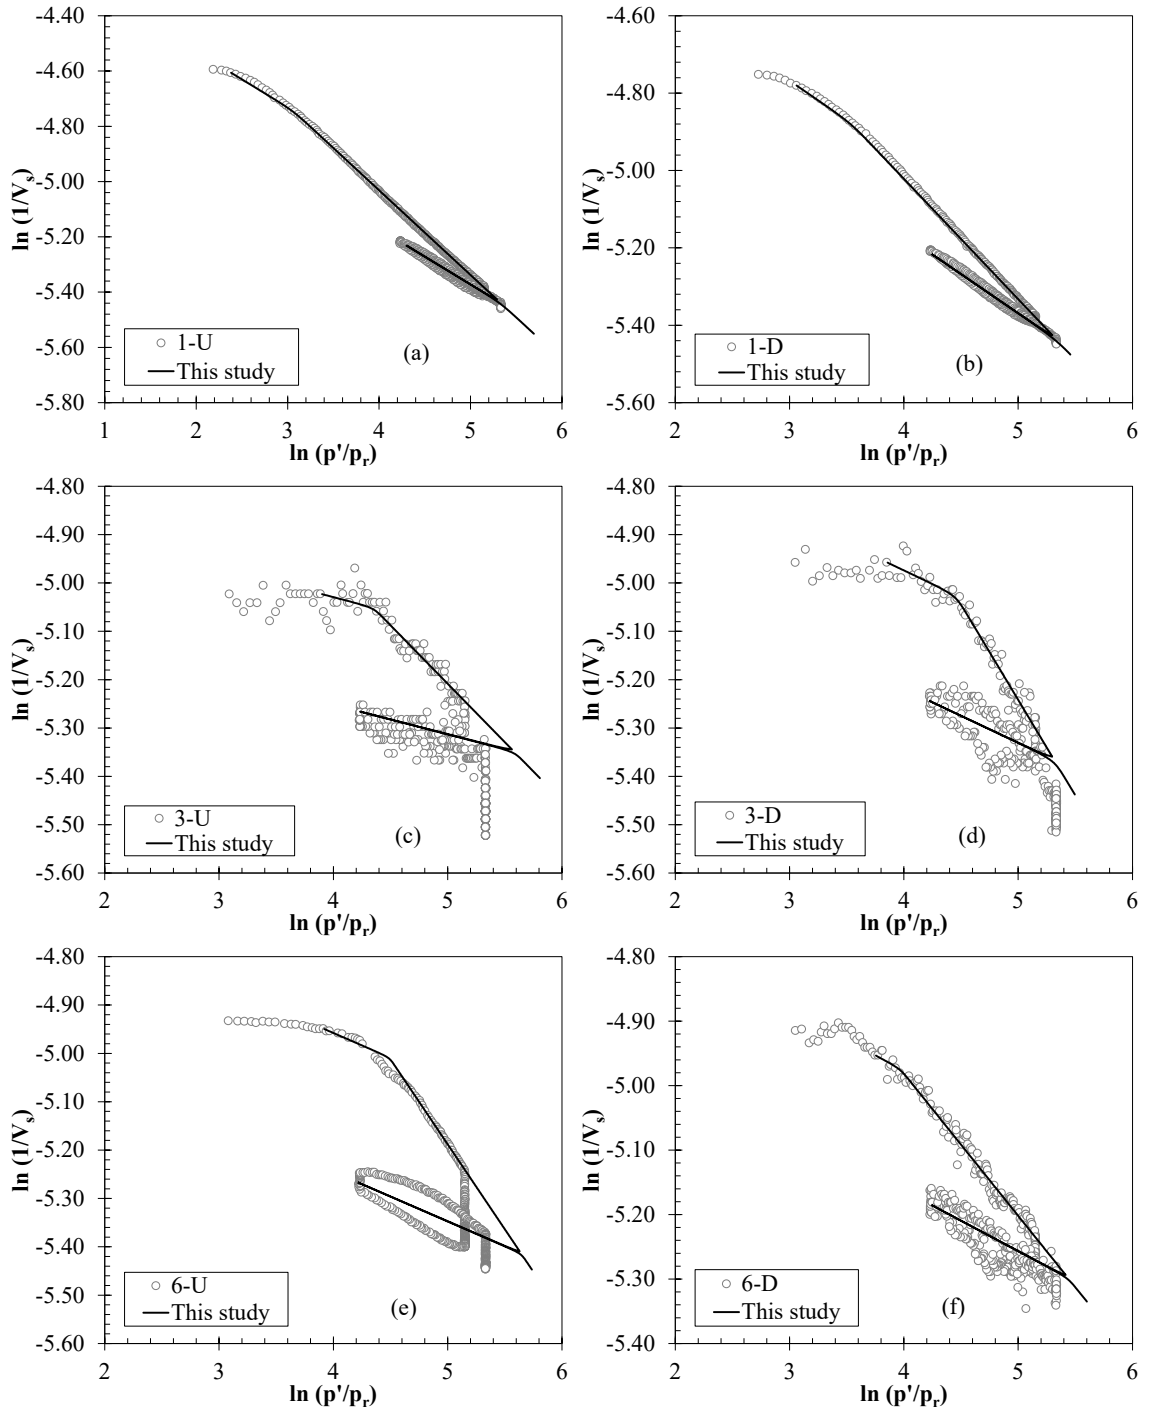 -4.40
-4.60
-4.80
-5.00
-5.20
-5.40
-5.60
-5.80
1 2 3 4 5 6
ln (1/Vs)
ln (p'/pr)
1-U
This study
(a)
-4.60
-4.80
-5.00
-5.20
-5.40
-5.60
2 3 4 5 6
ln (1/Vs)
ln (p'/pr)
1-D
This study
(b)
-4.80
-4.90
-5.00
-5.10
-5.20
-5.30
-5.40
-5.50
-5.60
2 3 4 5 6
ln (1/Vs)
ln (p'/pr)
3-U
This study
(c)
-4.80
-4.90
-5.00
-5.10
-5.20
-5.30
-5.40
-5.50
-5.60
2 3 4 5 6
ln (1/Vs)
ln (p'/pr)
3-D
This study
(d)
-4.80
-4.90
-5.00
-5.10
-5.20
-5.30
-5.40
-5.50
-5.60
2 3 4 5 6
ln (1/Vs)
ln (p'/pr)
6-U
This study
(e)
-4.80
-4.90
-5.00
-5.10
-5.20
-5.30
-5.40
2 3 4 5 6
ln (1/Vs)
ln (p'/pr)
6-D
This study
(f)